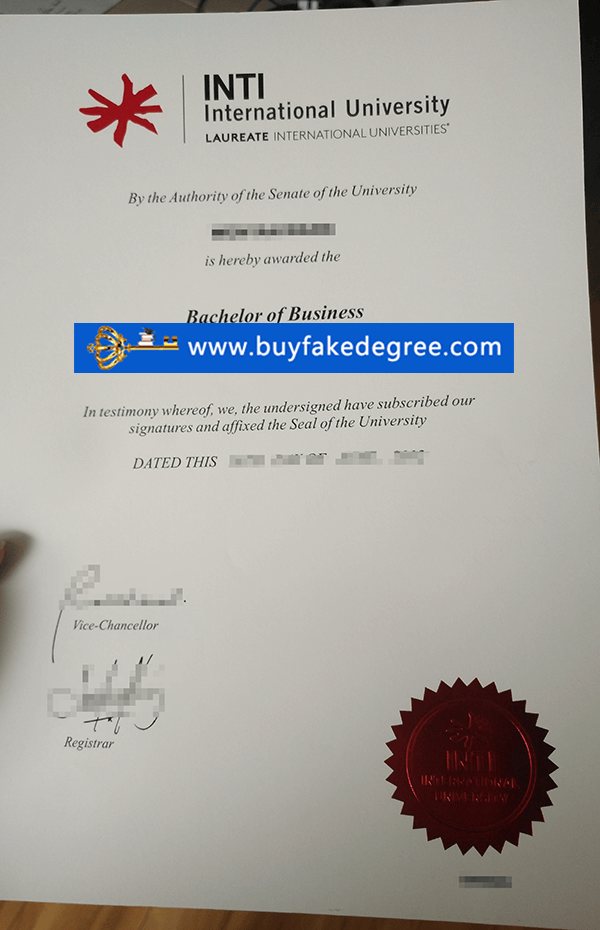 INTI
International University
LAUREATE INTERNATIONAL UNIVERSITIES®
By the Authority of the Senate of the University
is hereby awarded the
Bachelor of Business
www.buyfakedegree.com
In testimony whereof, we, the undersigned have subscribed our
signatures and affixed the Seal of the University
DATED THIS
Vice-Chancellor
Registrar
INTI
INTERNATIONAL
UNIVERSITY